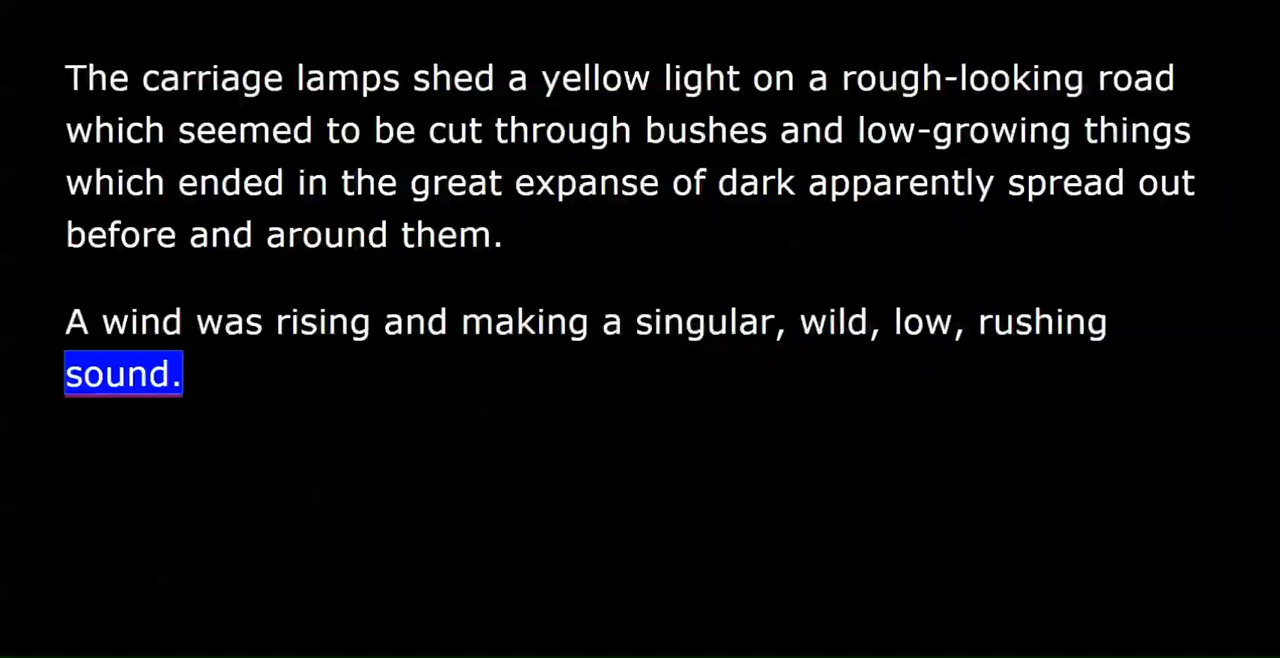 The carriage lamps shed a yellow light on a rough-looking road
which seemed to be cut through bushes and low-growing things
which ended in the great expanse of dark apparently spread out
before and around them.
A wind was rising and making a singular, wild, low, rushing
sound.